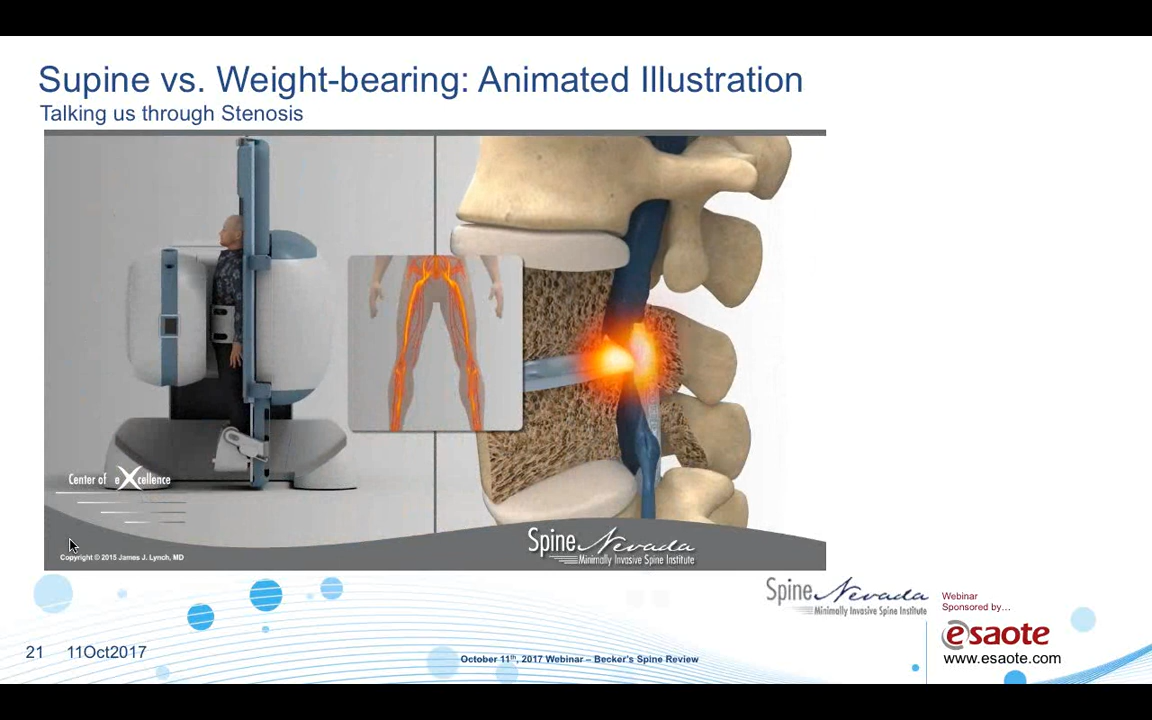 Supine vs. Weight-bearing: Animated Illustration
Talking us through Stenosis
Center of eXcellence
Copyright © 2015 James J. Lynch, MD
Spine Nevada
Minimally Invasive Spine Institute
Spine Nevada
Minimally Invasive Spine Institute
Webinar
Sponsored by...
esaote
www.esaote.com
21 11Oct2017
October 11th, 2017 Webinar – Becker's Spine Review